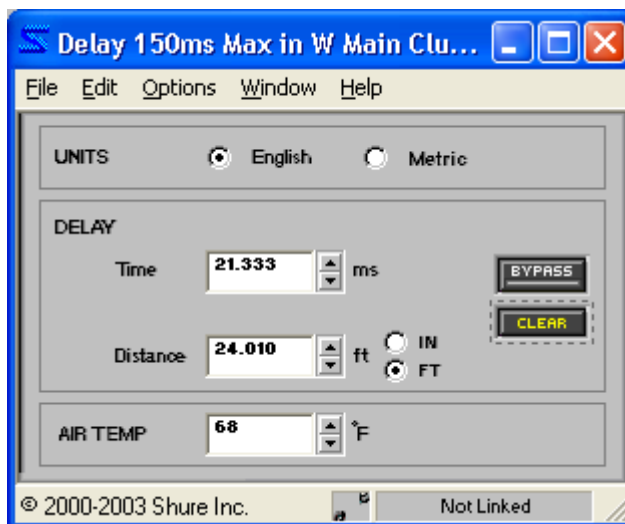 Delay 150ms Max in W Main Clu...
File Edit Options Window Help
UNITS English Metric
DELAY
Time 21.333 ms
BYPASS
CLEAR
Distance 24.010 ft IN
FT
AIR TEMP 68 °F
© 2000-2003 Shure Inc. a B Not Linked